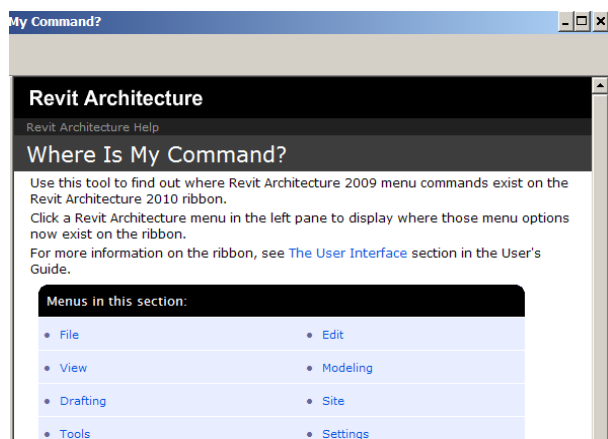 My Command?
Revit Architecture
Revit Architecture Help
Where Is My Command?
Use this tool to find out where Revit Architecture 2009 menu commands exist on the
Revit Architecture 2010 ribbon.
Click a Revit Architecture menu in the left pane to display where those menu options
now exist on the ribbon.
For more information on the ribbon, see The User Interface section in the User's
Guide.
Menus in this section:
• File • Edit
• View • Modeling
• Drafting • Site
• Tools • Settings